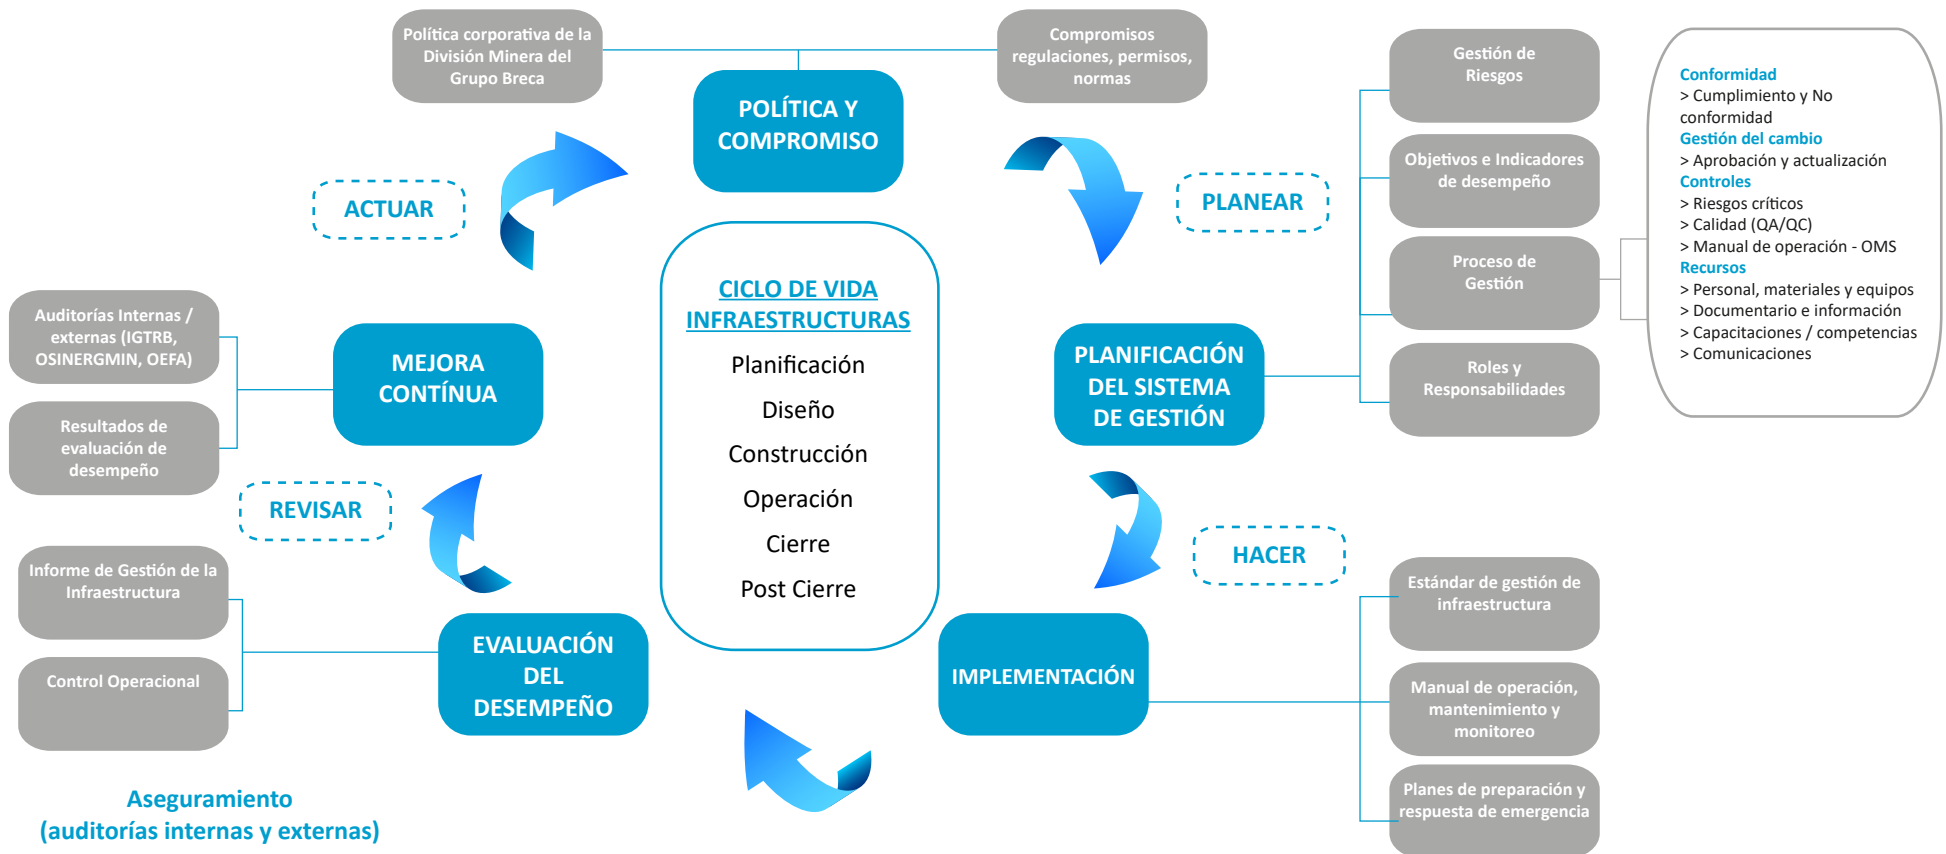 Política corporativa de la
División Minera del
Grupo Breca
Compromisos
regulaciones, permisos,
normas
POLÍTICA Y
COMPROMISO
ACTUAR
PLANEAR
Gestión de
Riesgos
Objetivos e Indicadores
de desempeño
Proceso de
Gestión
Roles y
Responsabilidades
Conformidad
> Cumplimiento y No
conformidad
Gestión del cambio
> Aprobación y actualización
Controles
> Riesgos críticos
> Calidad (QA/QC)
> Manual de operación - OMS
Recursos
> Personal, materiales y equipos
> Documentario e información
> Capacitaciones / competencias
> Comunicaciones
CICLO DE VIDA
INFRAESTRUCTURAS
Planificación
Diseño
Construcción
Operación
Cierre
Post Cierre
Auditorías Internas /
externas (IGTRB,
OSINERGMIN, OEFA)
Resultados de
evaluación de
desempeño
MEJORA
CONTÍNUA
PLANIFICACIÓN
DEL SISTEMA
DE GESTIÓN
REVISAR
HACER
Informe de Gestión de la
Infraestructura
Control Operacional
EVALUACIÓN
DEL
DESEMPEÑO
IMPLEMENTACIÓN
Estándar de gestión de
infraestructura
Manual de operación,
mantenimiento y
monitoreo
Planes de preparación y
respuesta de emergencia
Aseguramiento
(auditorías internas y externas)